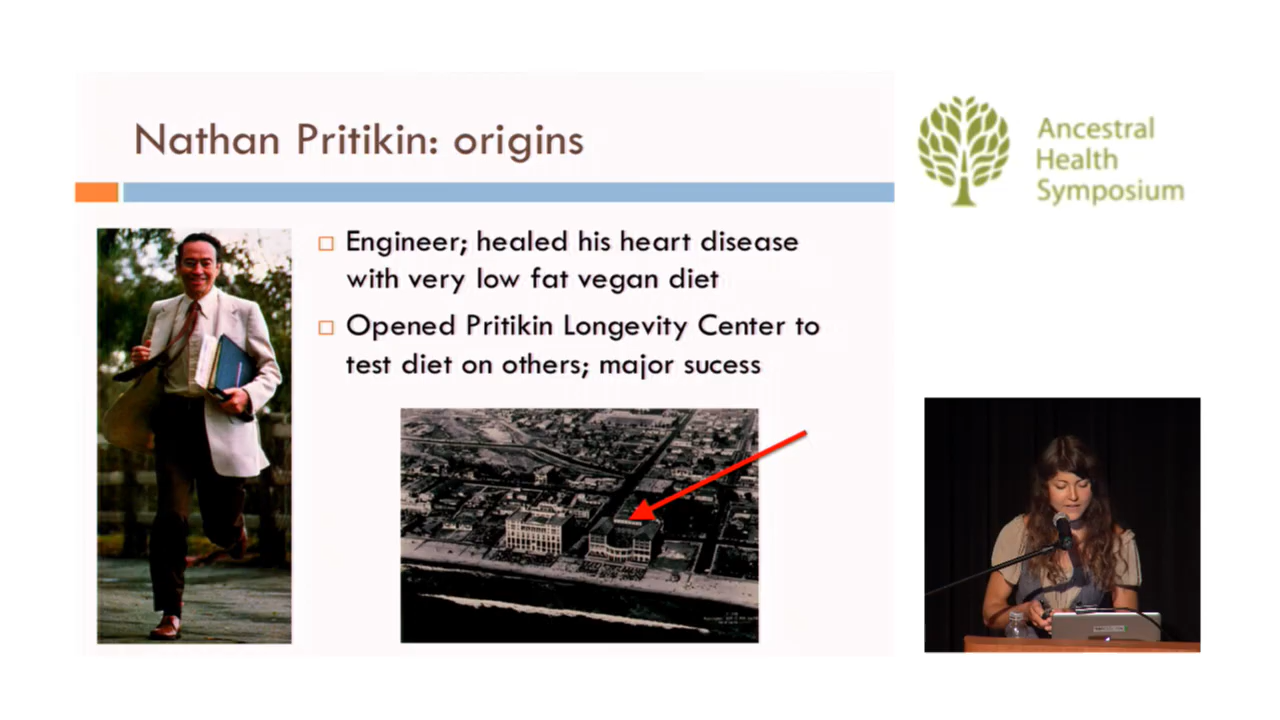 Nathan Pritikin: origins
Engineer; healed his heart disease
with very low fat vegan diet
Opened Pritikin Longevity Center to
test diet on others; major sucess
Ancestral
Health
Symposium